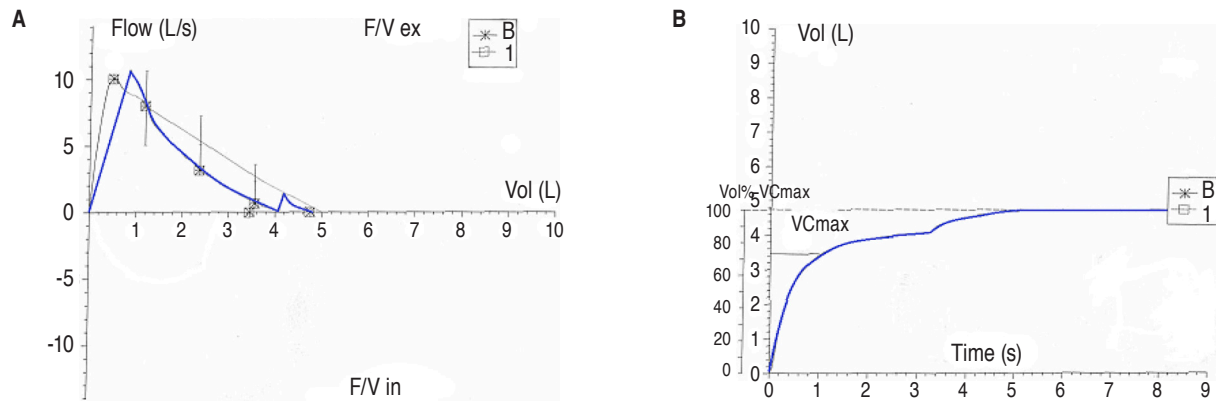 A
Flow (L/s)
F/V ex
B
1
10
5
0
-5
-10
Vol (L)
1 2 3 4 5 6 7 8 9 10
F/V in
B
Vol (L)
10
9
8
7
6
5
4
3
2
1
0
Vol% VCmax
100
80
60
40
20
0
VCmax
B
1
Time (s)
0 1 2 3 4 5 6 7 8 9